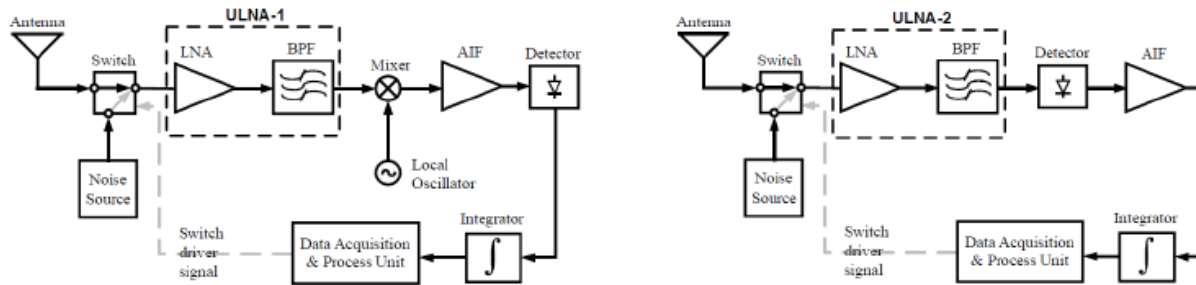 ULNA-1
Antenna
Switch
LNA
BPF
Mixer
AIF
Detector
Noise
Source
Local
Oscillator
Switch
driver
signal
Data Acquisition
& Process Unit
Integrator
∫
ULNA-2
Antenna
Switch
LNA
BPF
Detector
AIF
Noise
Source
Switch
driver
signal
Data Acquisition
& Process Unit
Integrator
∫